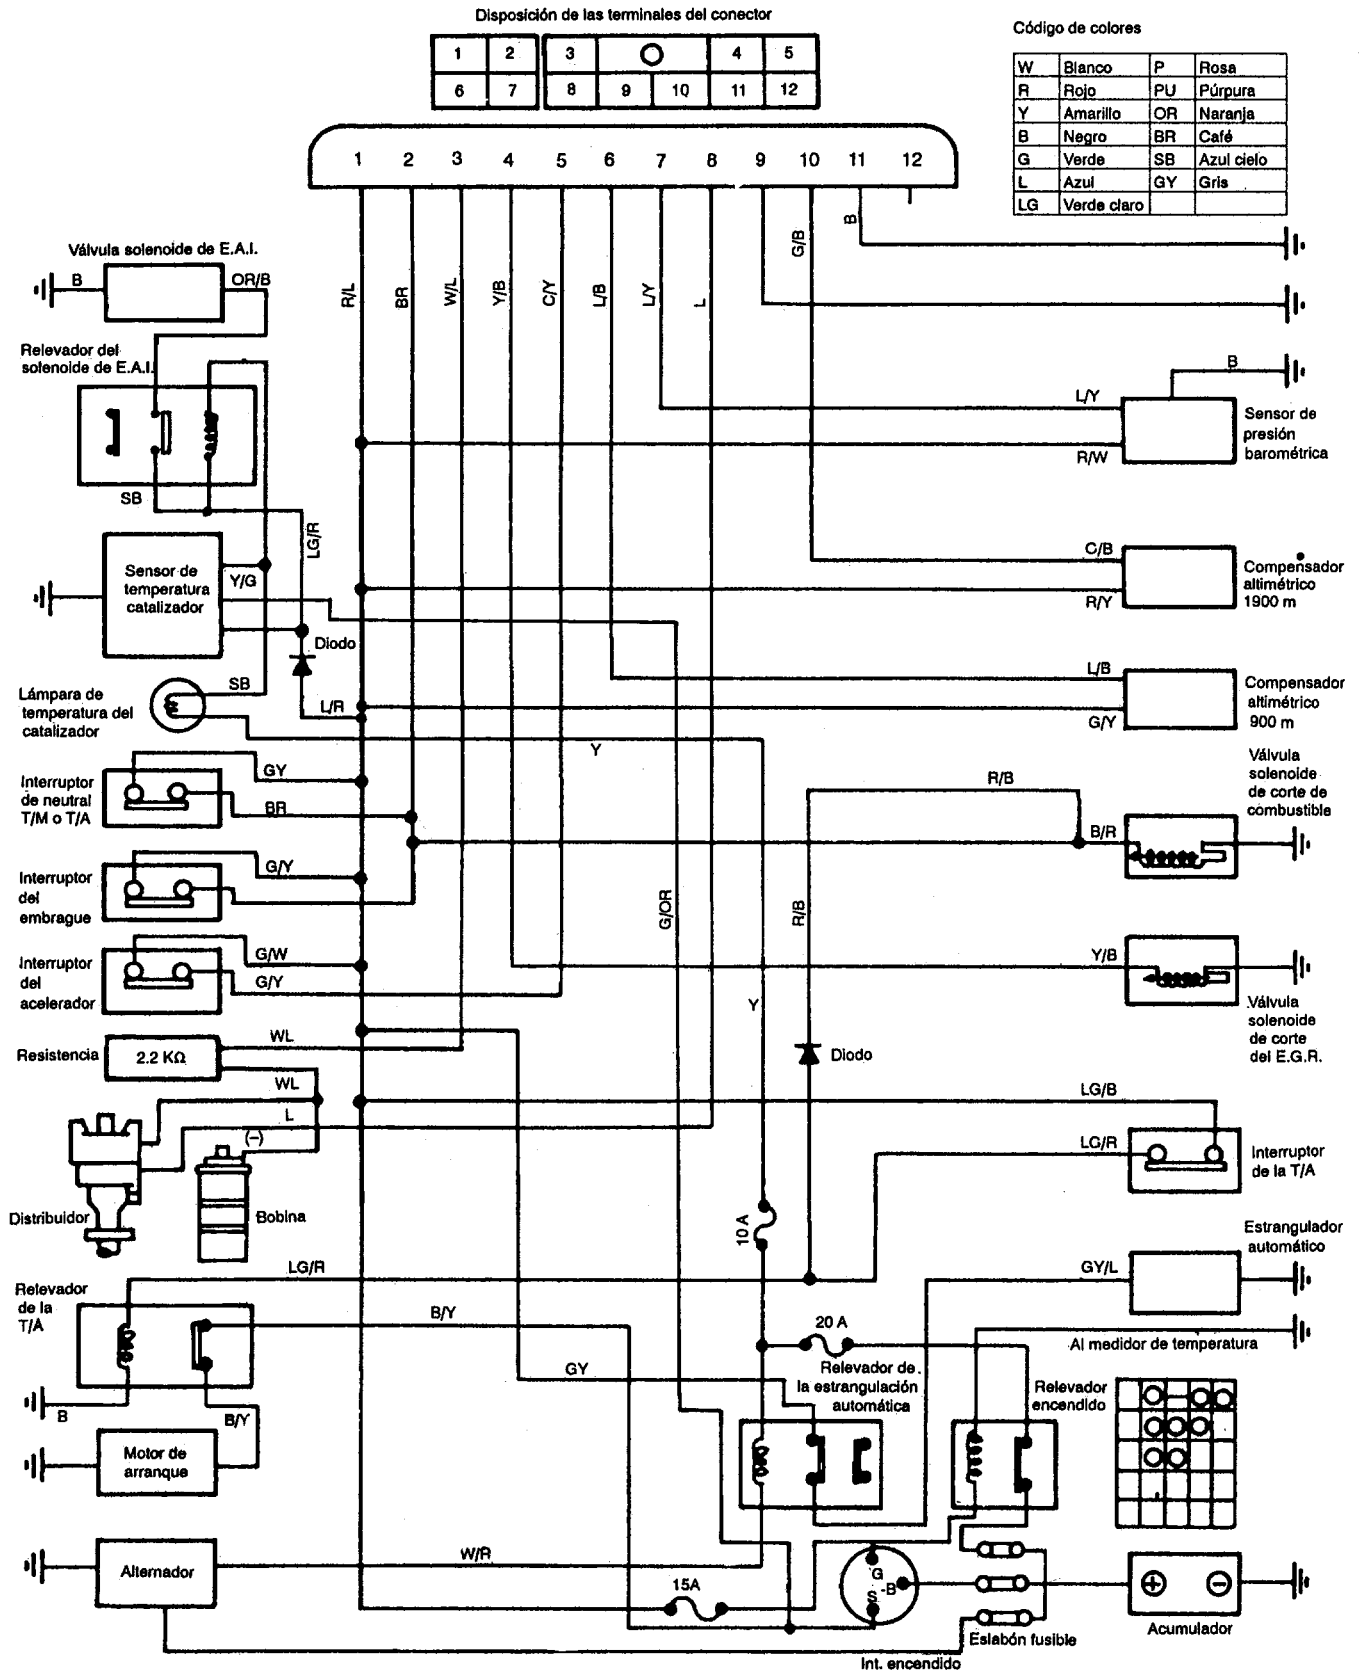 Disposición de las terminales del conector
1 2 3 4 5
6 7 8 9 10 11 12
Código de colores
W Blanco P Rosa
R Rojo PU Púrpura
Y Amarillo OR Naranja
B Negro BR Café
G Verde SB Azul cielo
L Azul GY Gris
LG Verde claro
1 2 3 4 5 6 7 8 9 10 11 12
R/L
BR
W/L
Y/B
C/Y
L/B
L/Y
L
G/B
B
Válvula solenoide de E.A.I.
B
OR/B
Relevador del
solenoide de E.A.I.
SB
LG/R
Sensor de
temperatura
catalizador
Y/G
Diodo
L/R
Lámpara de
temperatura del
catalizador
SB
Y
Interruptor
de neutral
T/M o T/A
GY
BR
Interruptor
del
embrague
G/Y
Interruptor
del
acelerador
G/W
G/Y
Resistencia
2.2 KΩ
WL
WL
L
(-)
Distribuidor
Bobina
LG/R
Relevador
de la
T/A
B/Y
B
B/Y
Motor de
arranque
Alternador
W/R
15A
B
L/Y
R/W
Sensor de
presión
barométrica
C/B
R/Y
Compensador
altimétrico
1900 m
L/B
G/Y
Compensador
altimétrico
900 m
R/B
B/R
Válvula
solenoide
de corte de
combustible
G/OR
Y
R/B
Y/B
Válvula
solenoide
de corte
del E.G.R.
Diodo
LG/B
LC/R
Interruptor
de la T/A
10 A
Estrangulador
automático
GY/L
20 A
Al medidor de temperatura
GY
Relevador de
la estrangulación
automática
Relevador
encendido
G
-B
S
Int. encendido
Eslabón fusible
+ -
Acumulador